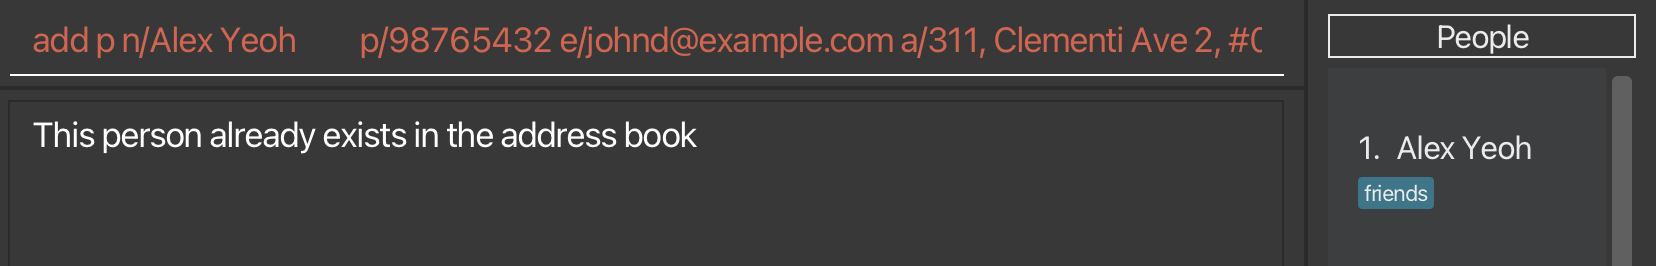 add p n/Alex Yeoh        p/98765432 e/johnd@example.com a/311, Clementi Ave 2,
This person already exists in the address book
People
1. Alex Yeoh
friends